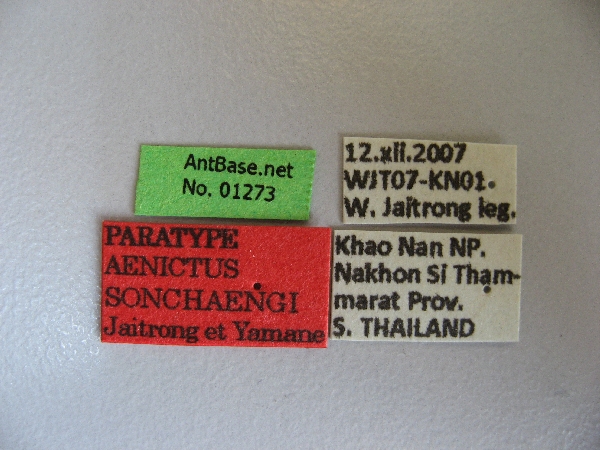 AntBase.net
No. 01273
12.xii.2007
WJT07-KN01.
W. Jaitrong leg.
PARATYPE
AENICTUS
SONCHAENGI
Jaitrong et Yamane
Khao Nan NP.
Nakhon Si Tham-
marat Prov.
S. THAILAND